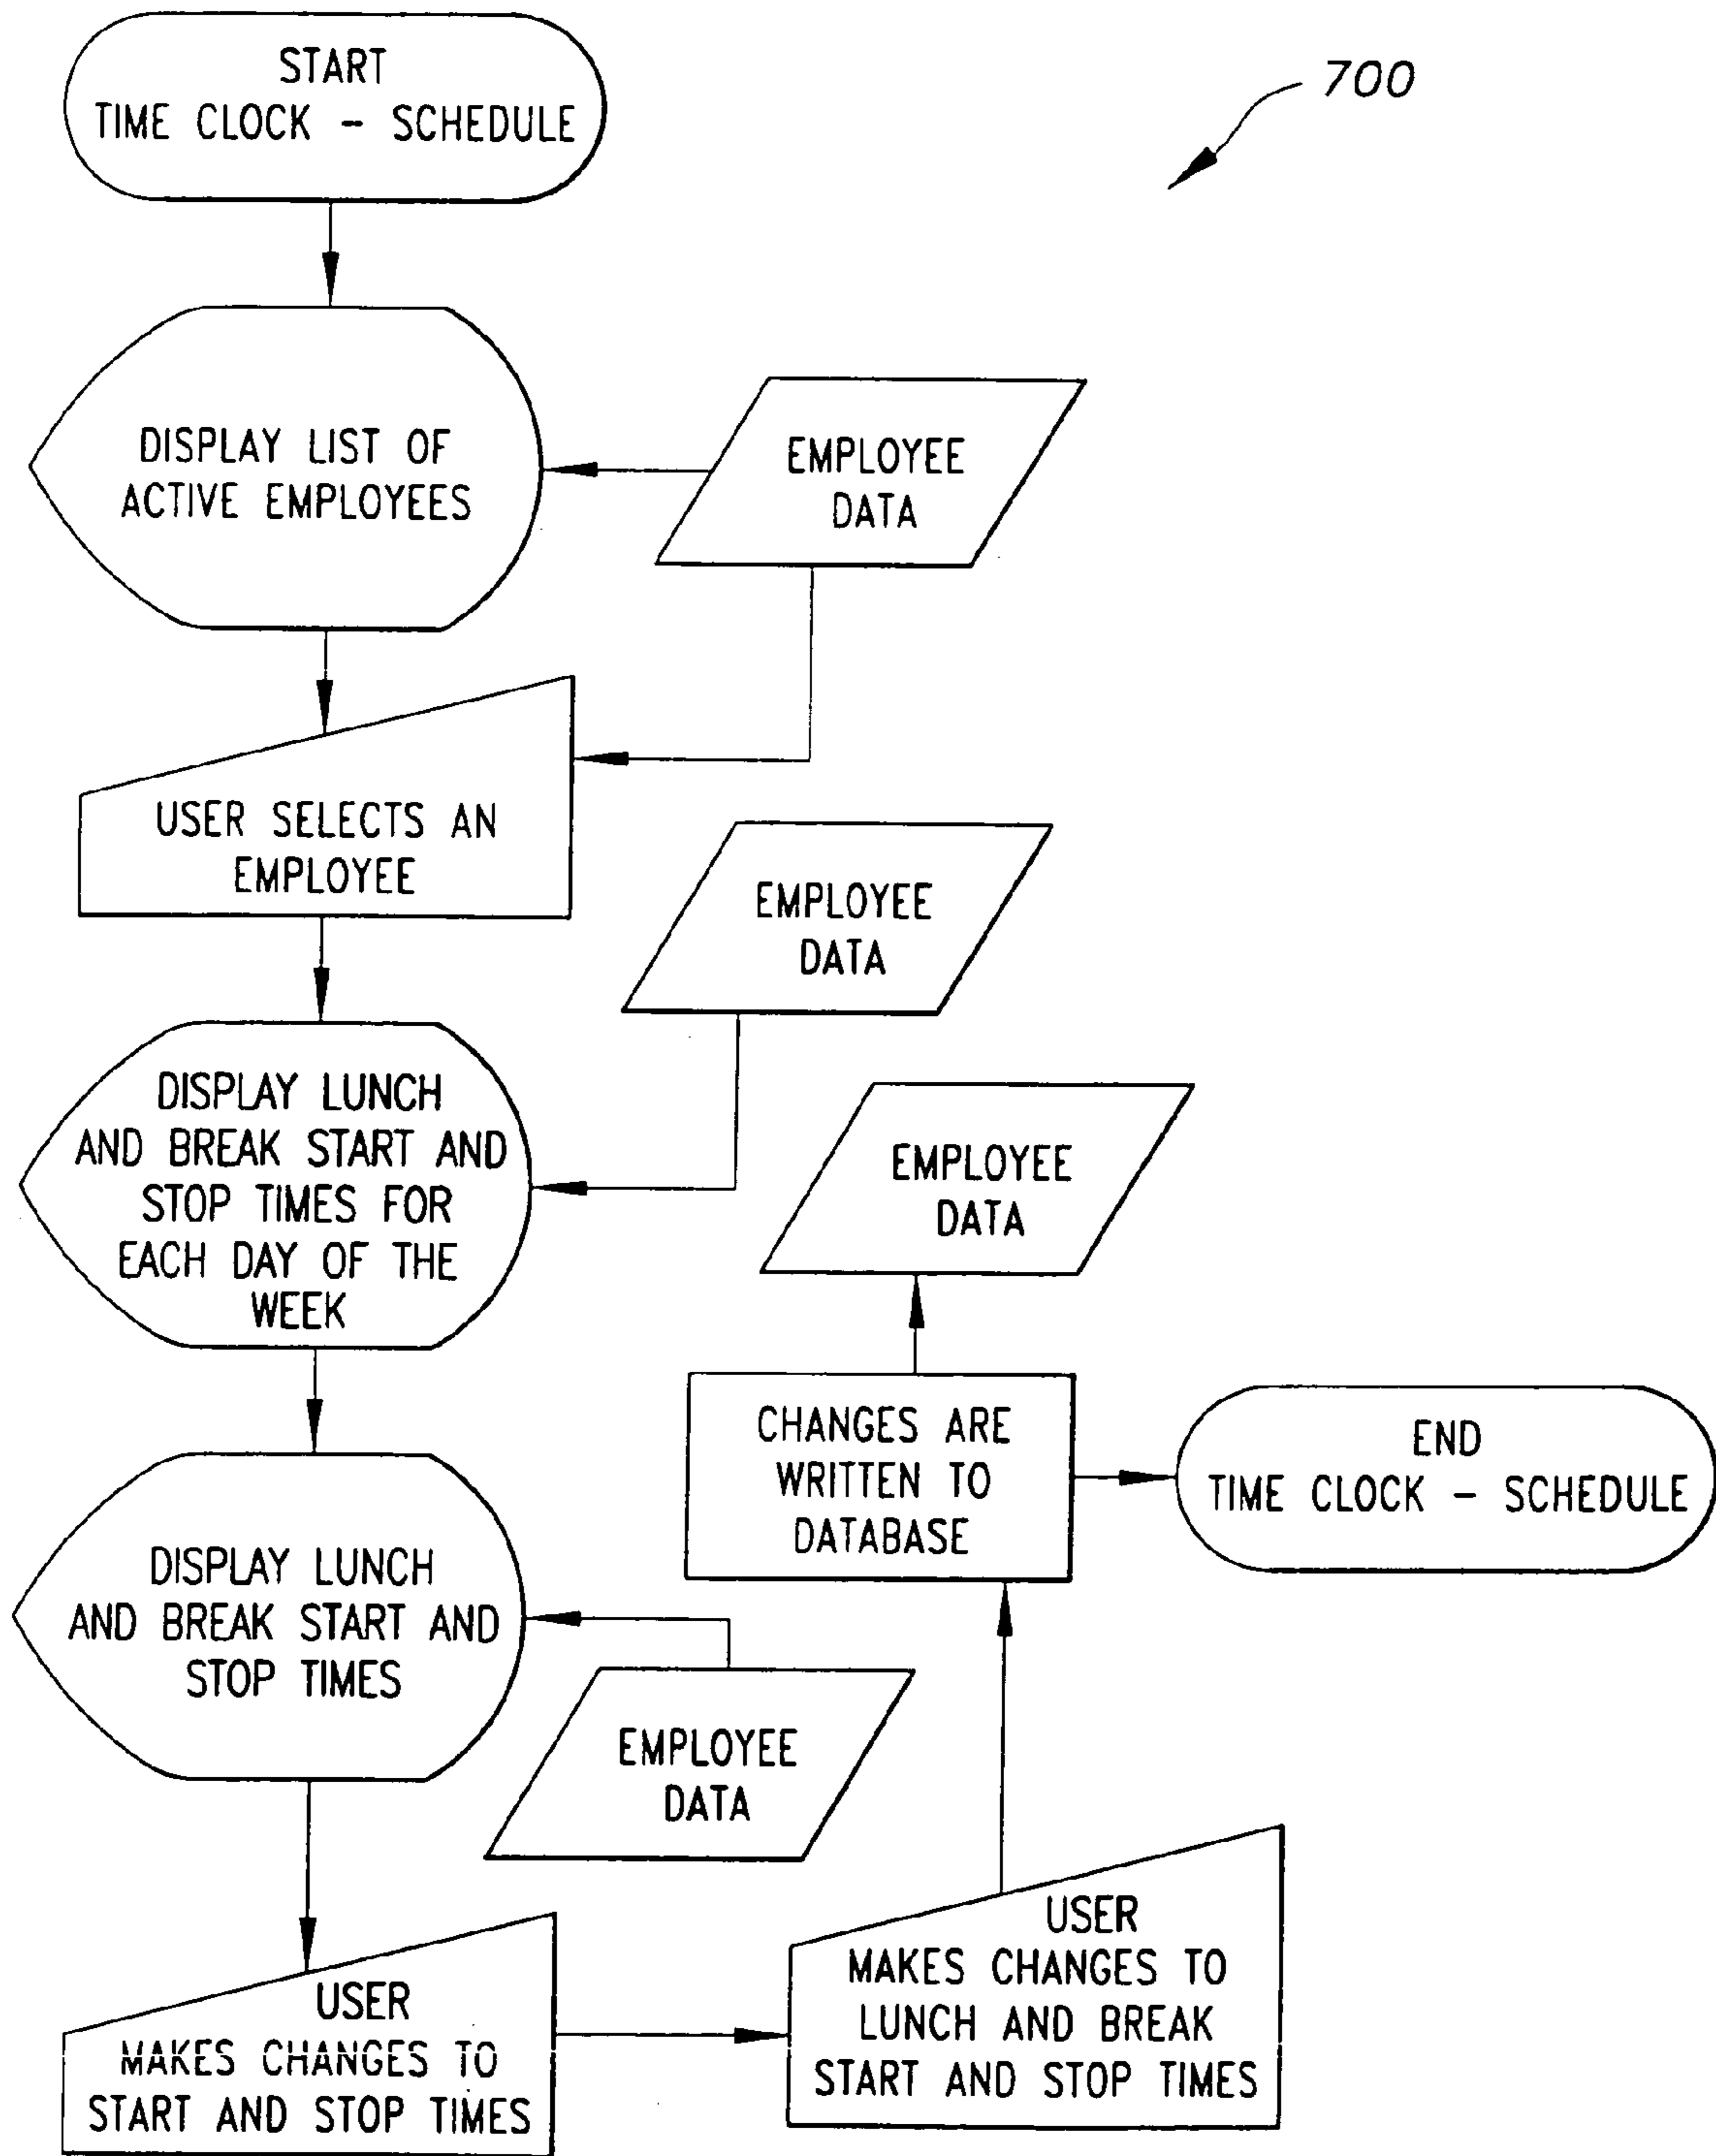 START
TIME CLOCK - SCHEDULE
700
DISPLAY LIST OF
ACTIVE EMPLOYEES
EMPLOYEE
DATA
USER SELECTS AN
EMPLOYEE
EMPLOYEE
DATA
DISPLAY LUNCH
AND BREAK START AND
STOP TIMES FOR
EACH DAY OF THE
WEEK
EMPLOYEE
DATA
CHANGES ARE
WRITTEN TO
DATABASE
END
TIME CLOCK - SCHEDULE
DISPLAY LUNCH
AND BREAK START AND
STOP TIMES
EMPLOYEE
DATA
USER
MAKES CHANGES TO
START AND STOP TIMES
USER
MAKES CHANGES TO
LUNCH AND BREAK
START AND STOP TIMES